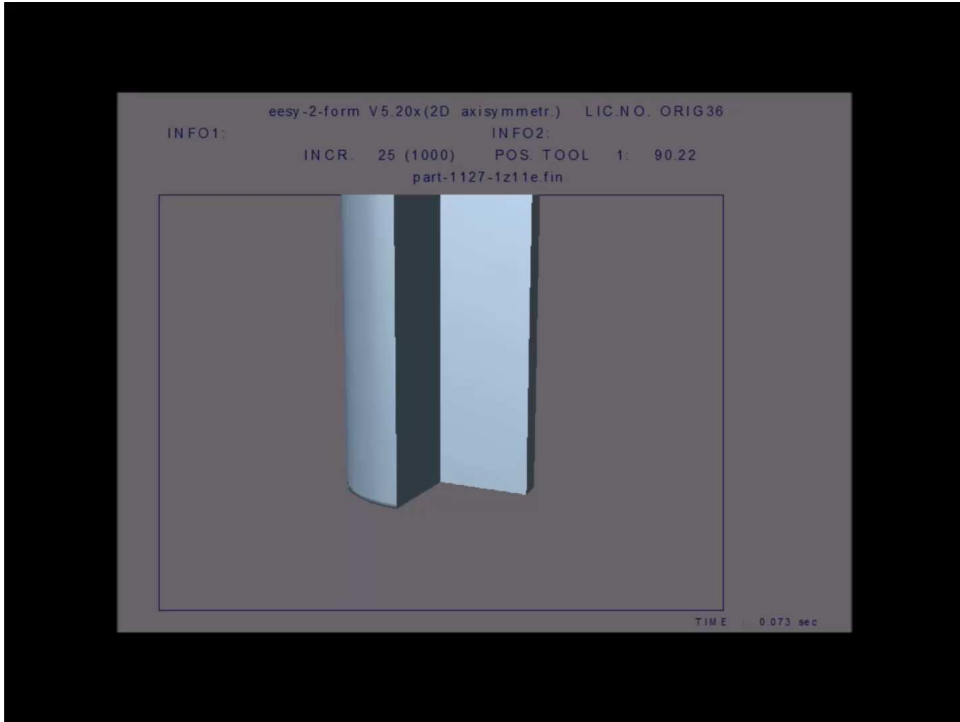 eesy-2-form V5.20x(2D axisymmetr.) LIC.NO. ORIG36
INFO1: INFO2:
INCR. 25 (1000) POS. TOOL 1: 90.22
part-1127-1z11e.fin
TIME : 0.073 sec